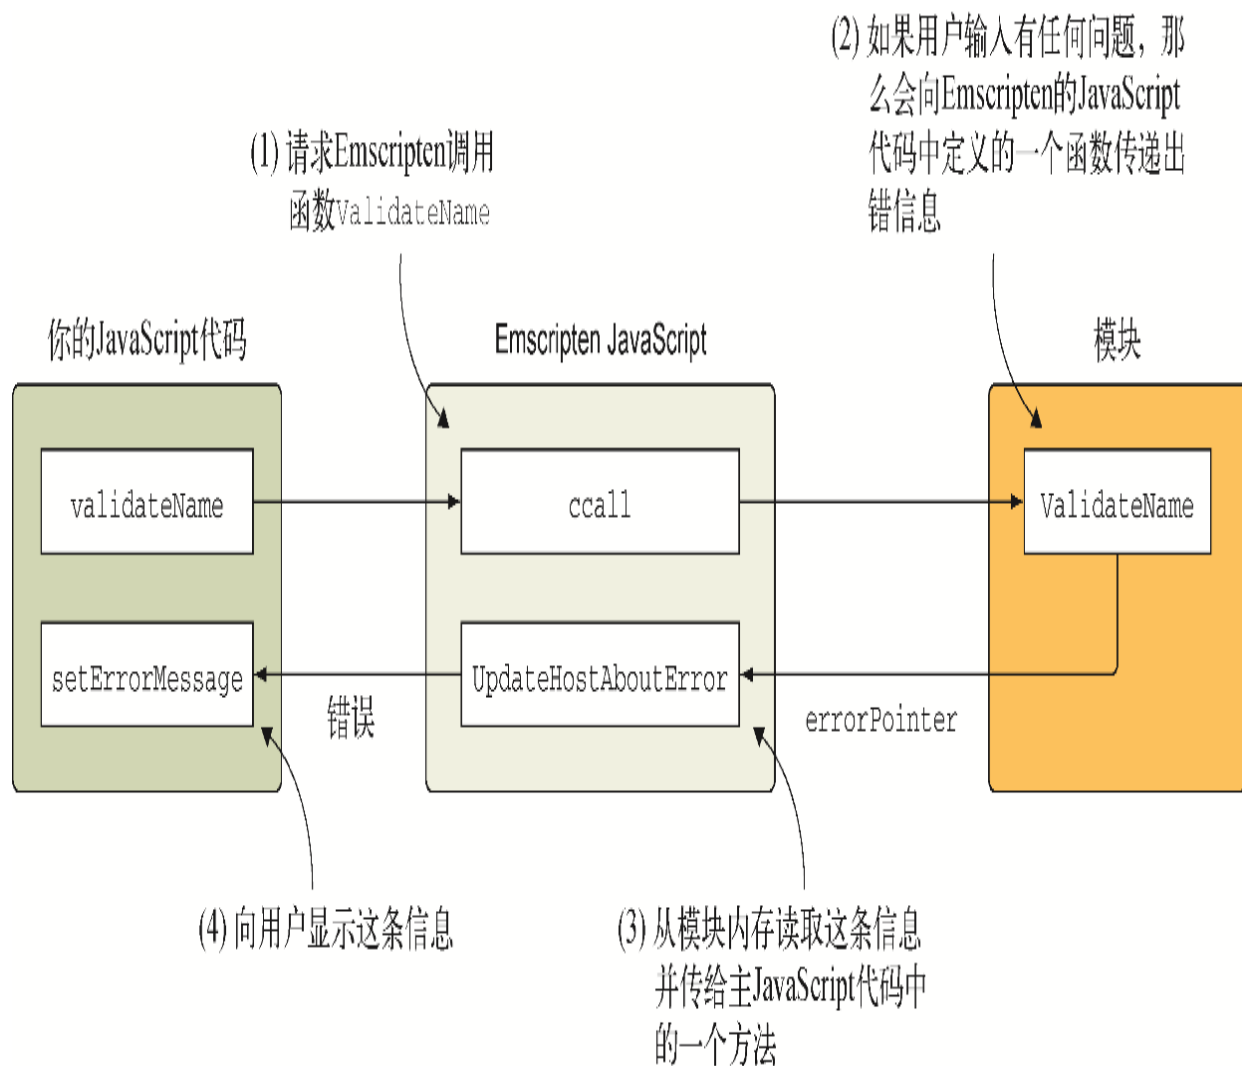 (2) 如果用户输入有任何问题，那
么会向Emscripten的JavaScript
代码中定义的一个函数传递出
错信息
(1) 请求Emscripten调用
函数ValidateName
你的JavaScript代码
Emscripten JavaScript
模块
validateName
ccall
ValidateName
setErrorMessage
UpdateHostAboutError
错误
errorPointer
(4) 向用户显示这条信息
(3) 从模块内存读取这条信息
并传给主JavaScript代码中
的一个方法